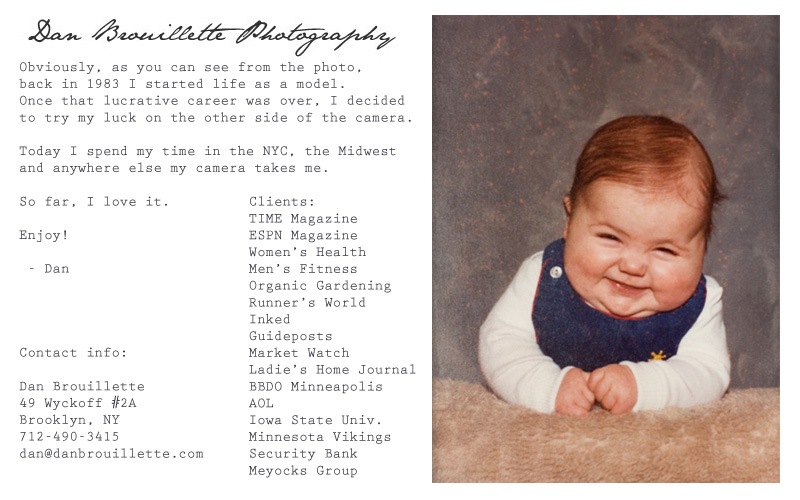 Dan Brouillette Photography
Obviously, as you can see from the photo,
back in 1983 I started life as a model.
Once that lucrative career was over, I decided
to try my luck on the other side of the camera.
Today I spend my time in the NYC, the Midwest
and anywhere else my camera takes me.
So far, I love it.
Enjoy!
- Dan
Contact info:
Dan Brouillette
49 Wyckoff #2A
Brooklyn, NY
712-490-3415
dan@danbrouillette.com
Clients:
TIME Magazine
ESPN Magazine
Women's Health
Men's Fitness
Organic Gardening
Runner's World
Inked
Guideposts
Market Watch
Ladie's Home Journal
BBDO Minneapolis
AOL
Iowa State Univ.
Minnesota Vikings
Security Bank
Meyocks Group